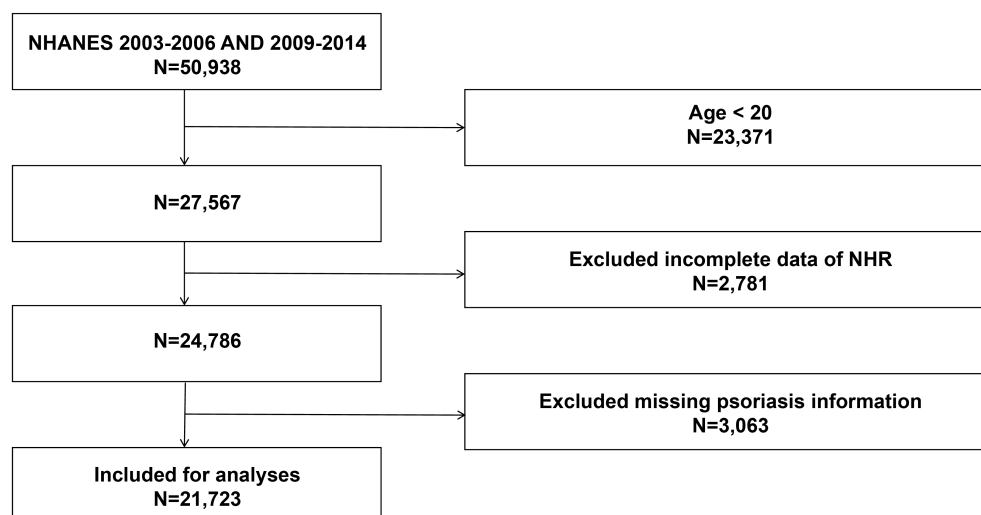 NHANES 2003-2006 AND 2009-2014
N=50,938
Age < 20
N=23,371
N=27,567
Excluded incomplete data of NHR
N=2,781
N=24,786
Excluded missing psoriasis information
N=3,063
Included for analyses
N=21,723